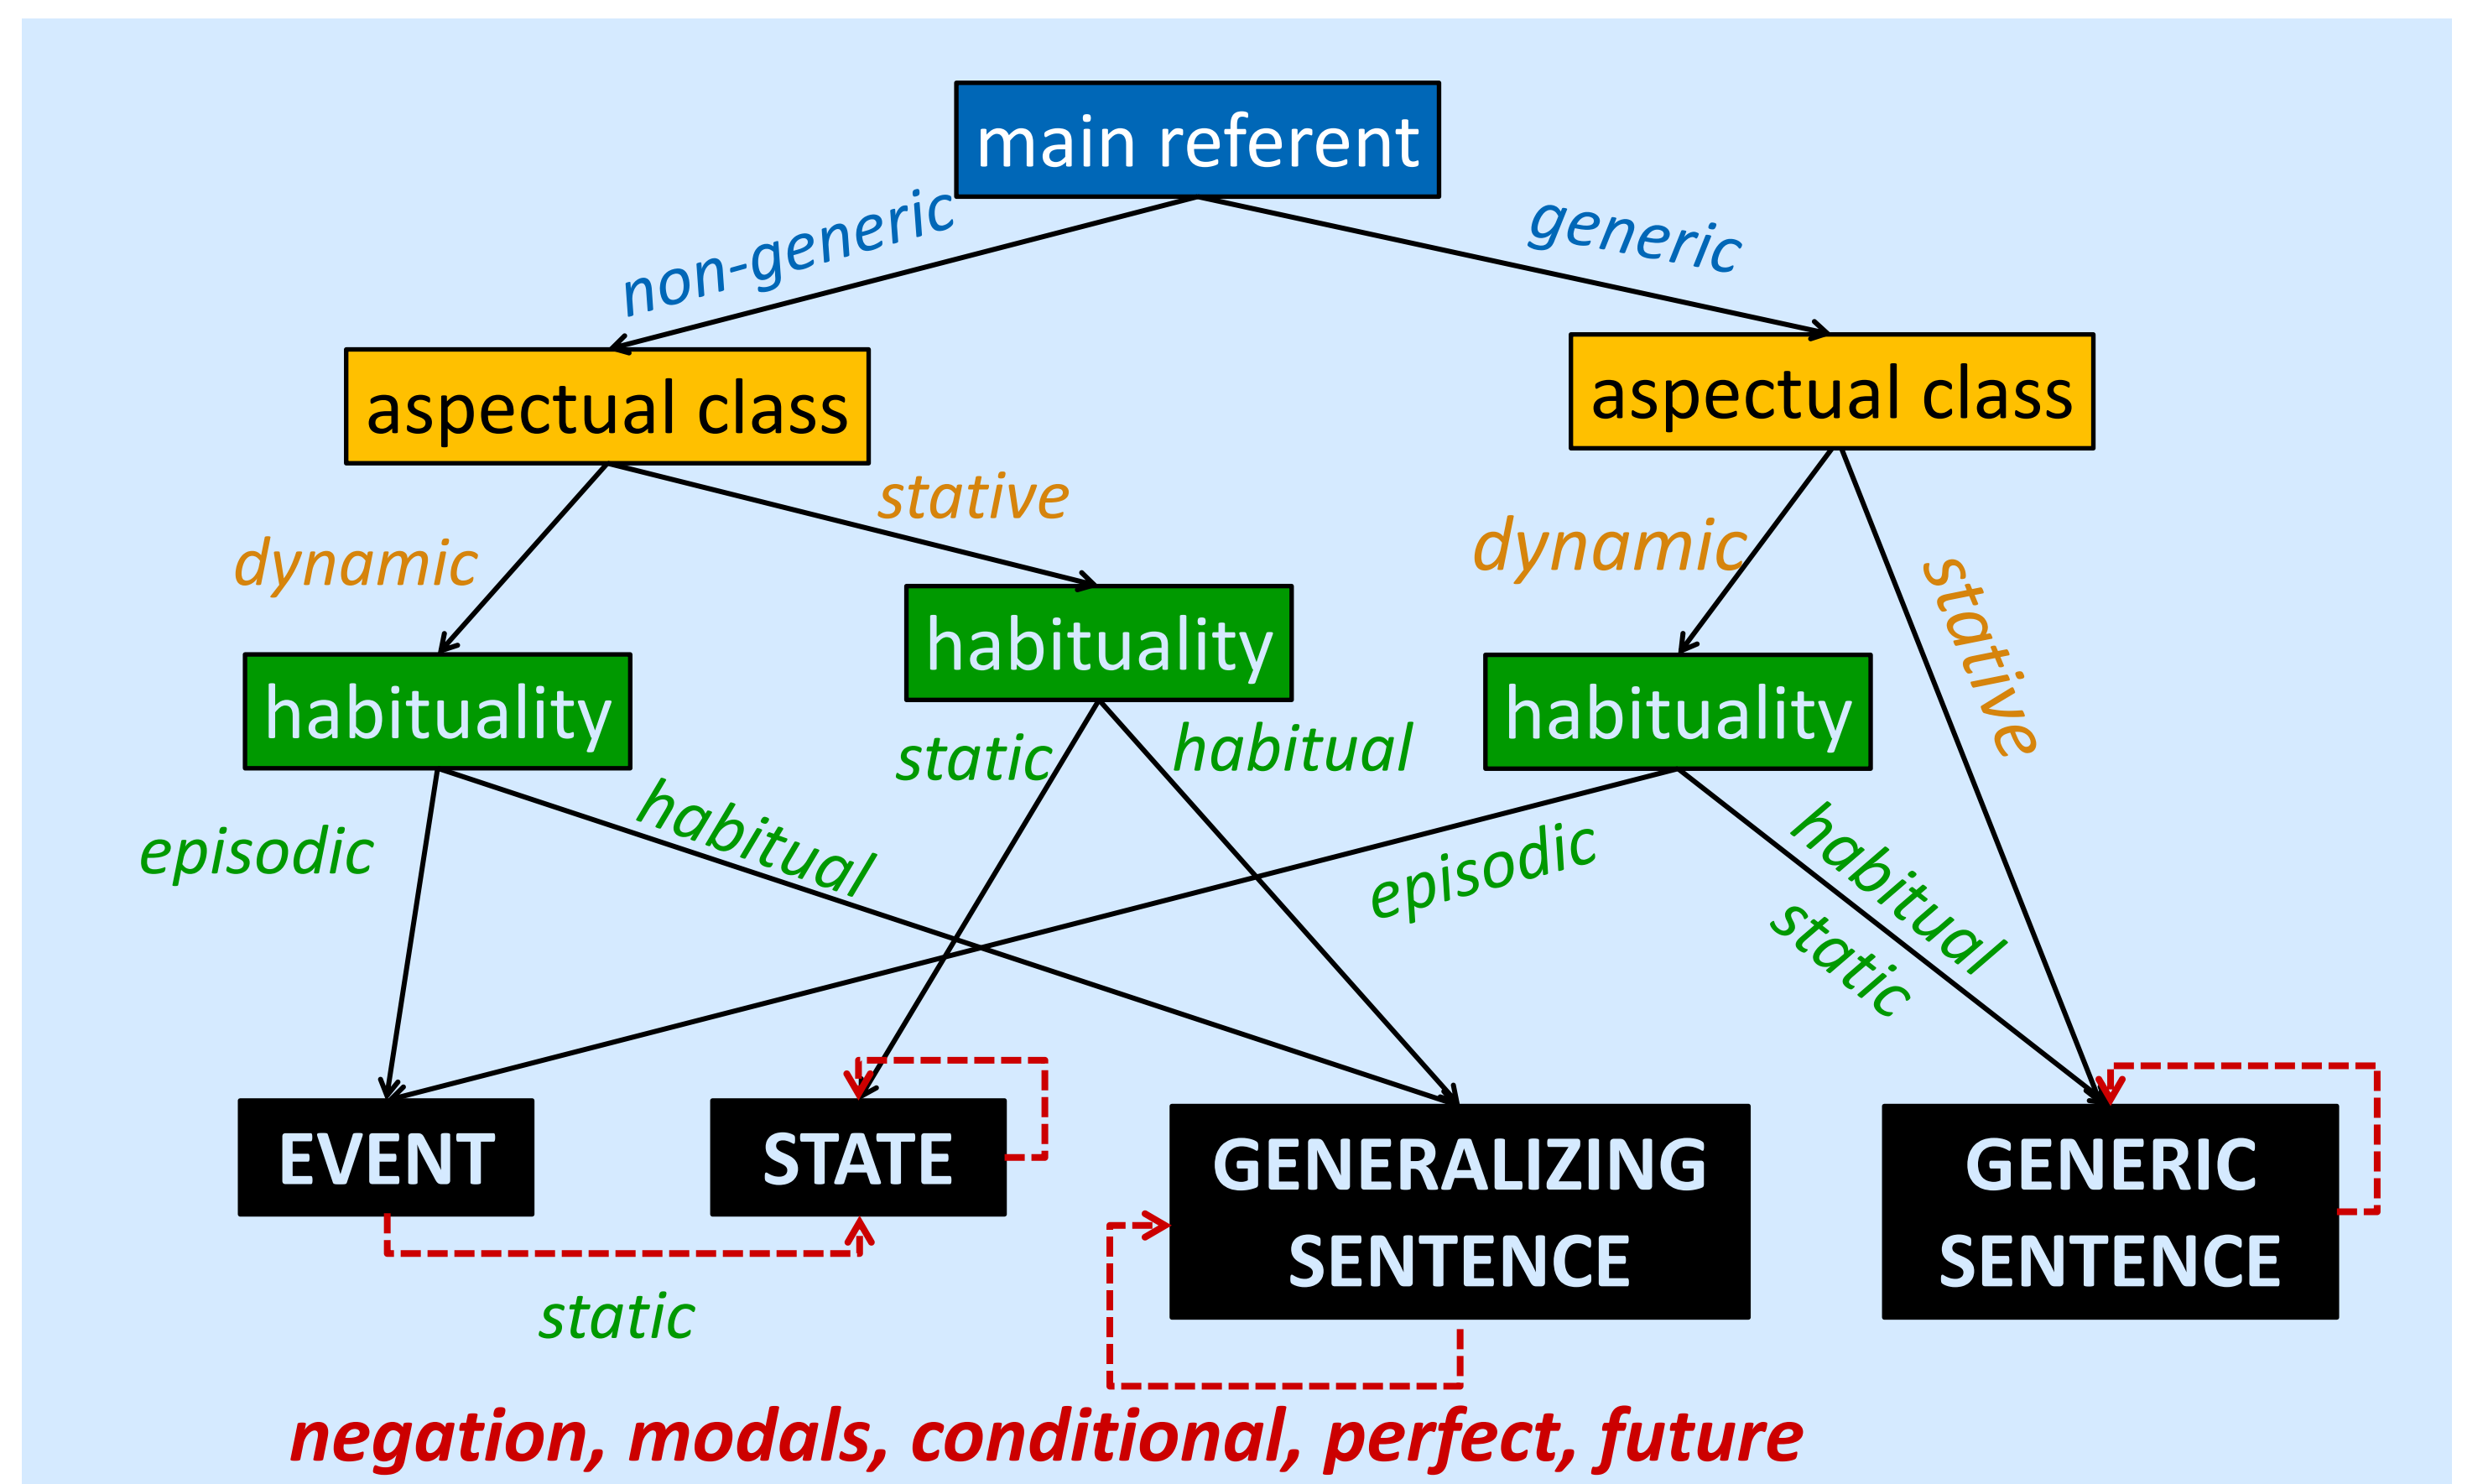 main referent
non-generic
generic
aspectual class
aspectual class
dynamic
stative
dynamic
stative
habituality
habituality
habituality
episodic
habitual
static
habitual
episodic
habitual
static
EVENT
STATE
GENERALIZING
SENTENCE
GENERIC
SENTENCE
static
negation, modals, conditional, perfect, future